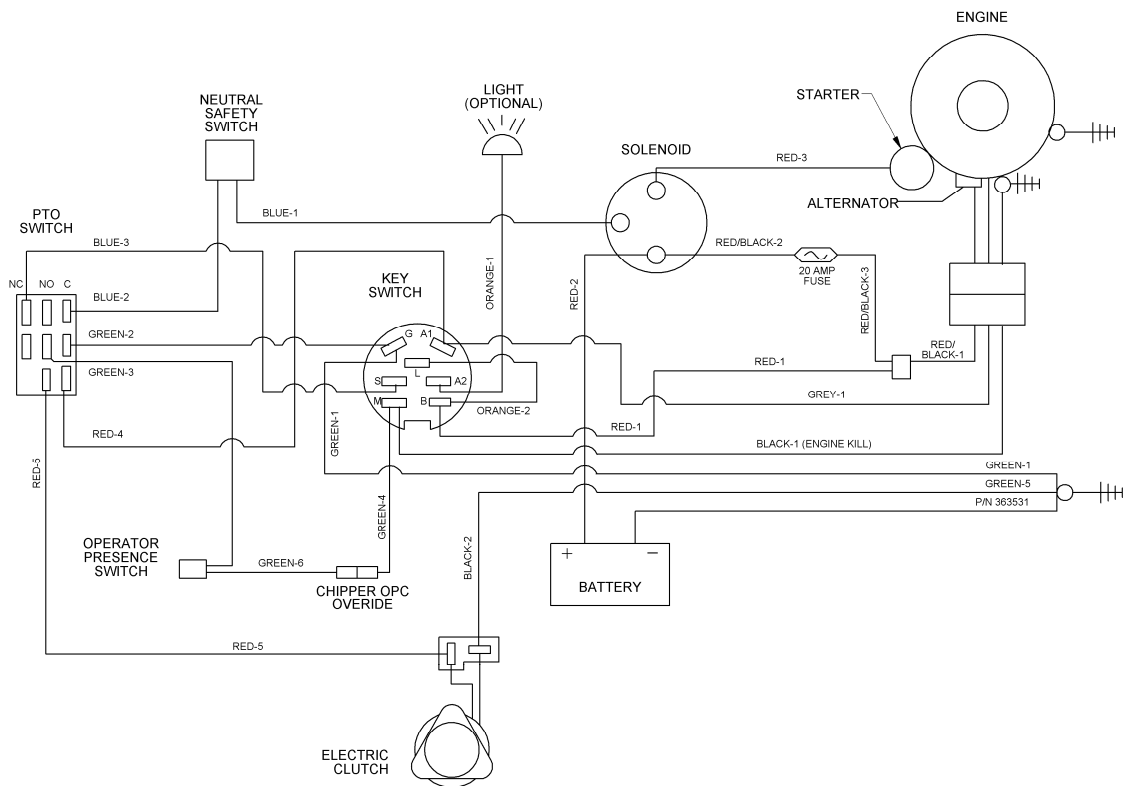 ENGINE
NEUTRAL
SAFETY
SWITCH
LIGHT
(OPTIONAL)
STARTER
SOLENOID
RED-3
ALTERNATOR
PTO
SWITCH
BLUE-1
BLUE-3
RED/BLACK-2
20 AMP
FUSE
KEY
SWITCH
ORANGE-1
RED-2
RED/BLACK-3
NC
NO
C
BLUE-2
GREEN-2
G
A1
RED/
BLACK-1
GREEN-3
L
RED-1
S
A2
M
B
ORANGE-2
GREY-1
RED-4
GREEN-1
RED-1
BLACK-1 (ENGINE KILL)
RED-5
GREEN-1
GREEN-5
P/N 363531
GREEN-4
BLACK-2
OPERATOR
PRESENCE
SWITCH
GREEN-6
CHIPPER OPC
OVERIDE
+
−
BATTERY
RED-5
ELECTRIC
CLUTCH